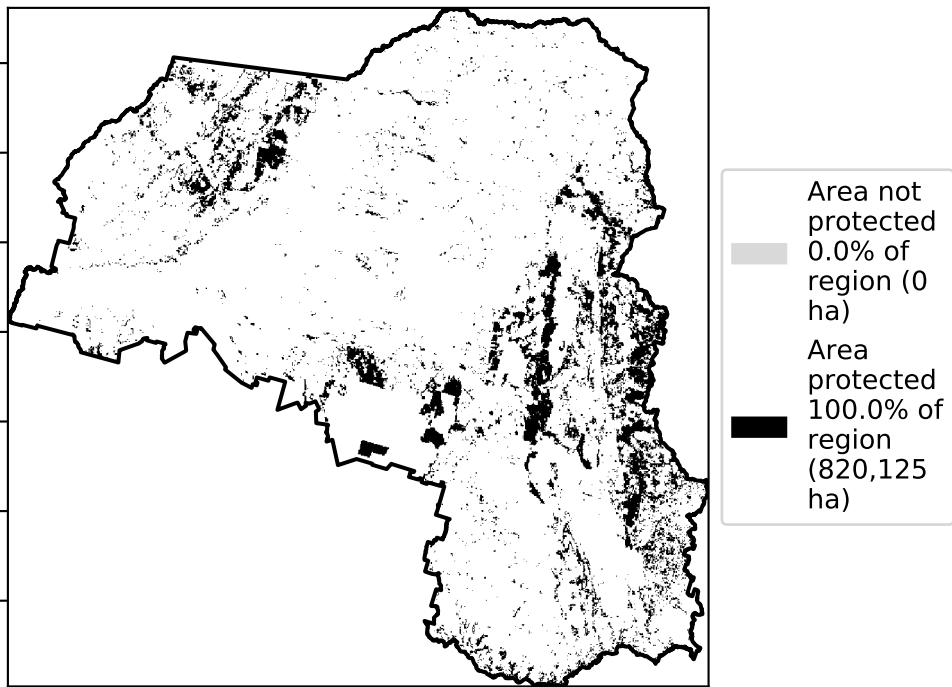 Area not
protected
0.0% of
region (0
ha)
Area
protected
100.0% of
region
(820,125
ha)